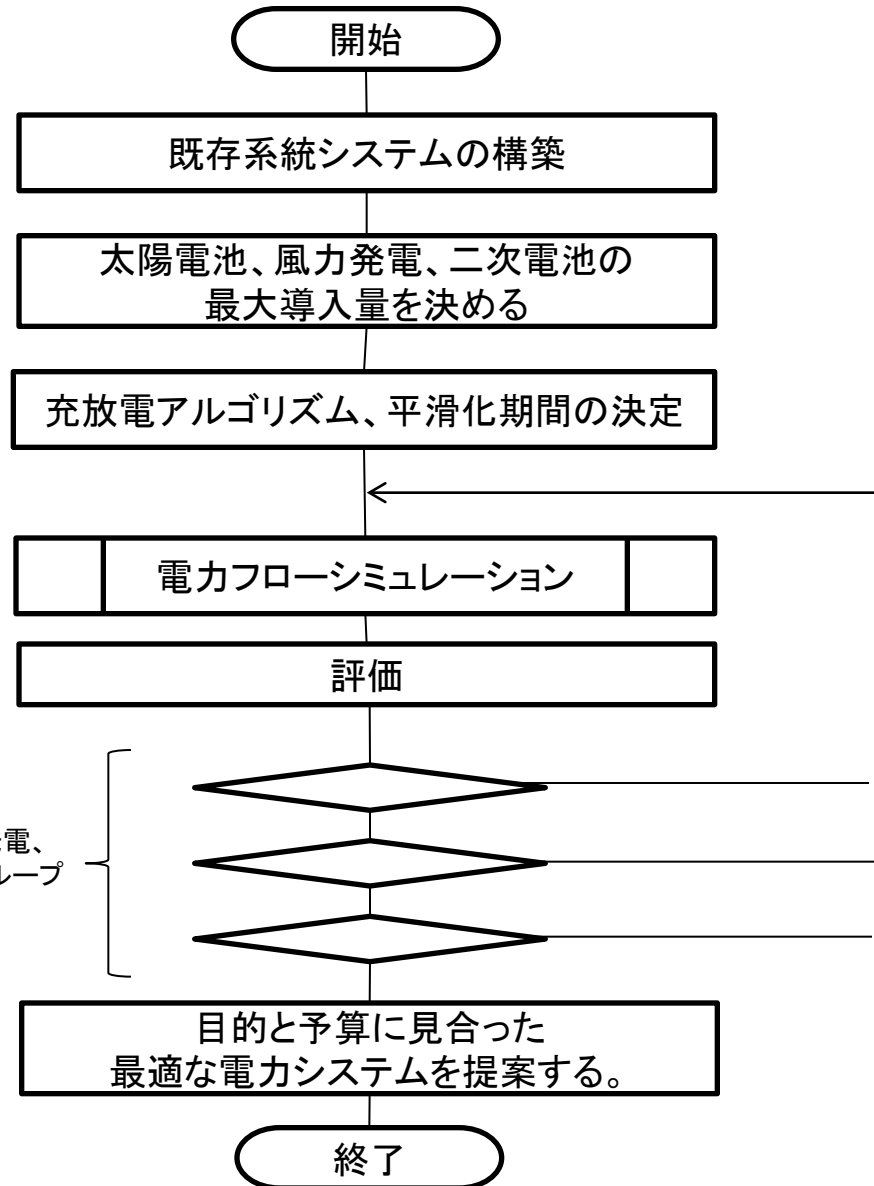 開始
既存系統システムの構築
太陽電池、風力発電、二次電池の
最大導入量を決める
充放電アルゴリズム、平滑化期間の決定
電力フローシミュレーション
評価
電、
ループ
目的と予算に見合った
最適な電力システムを提案する。
終了